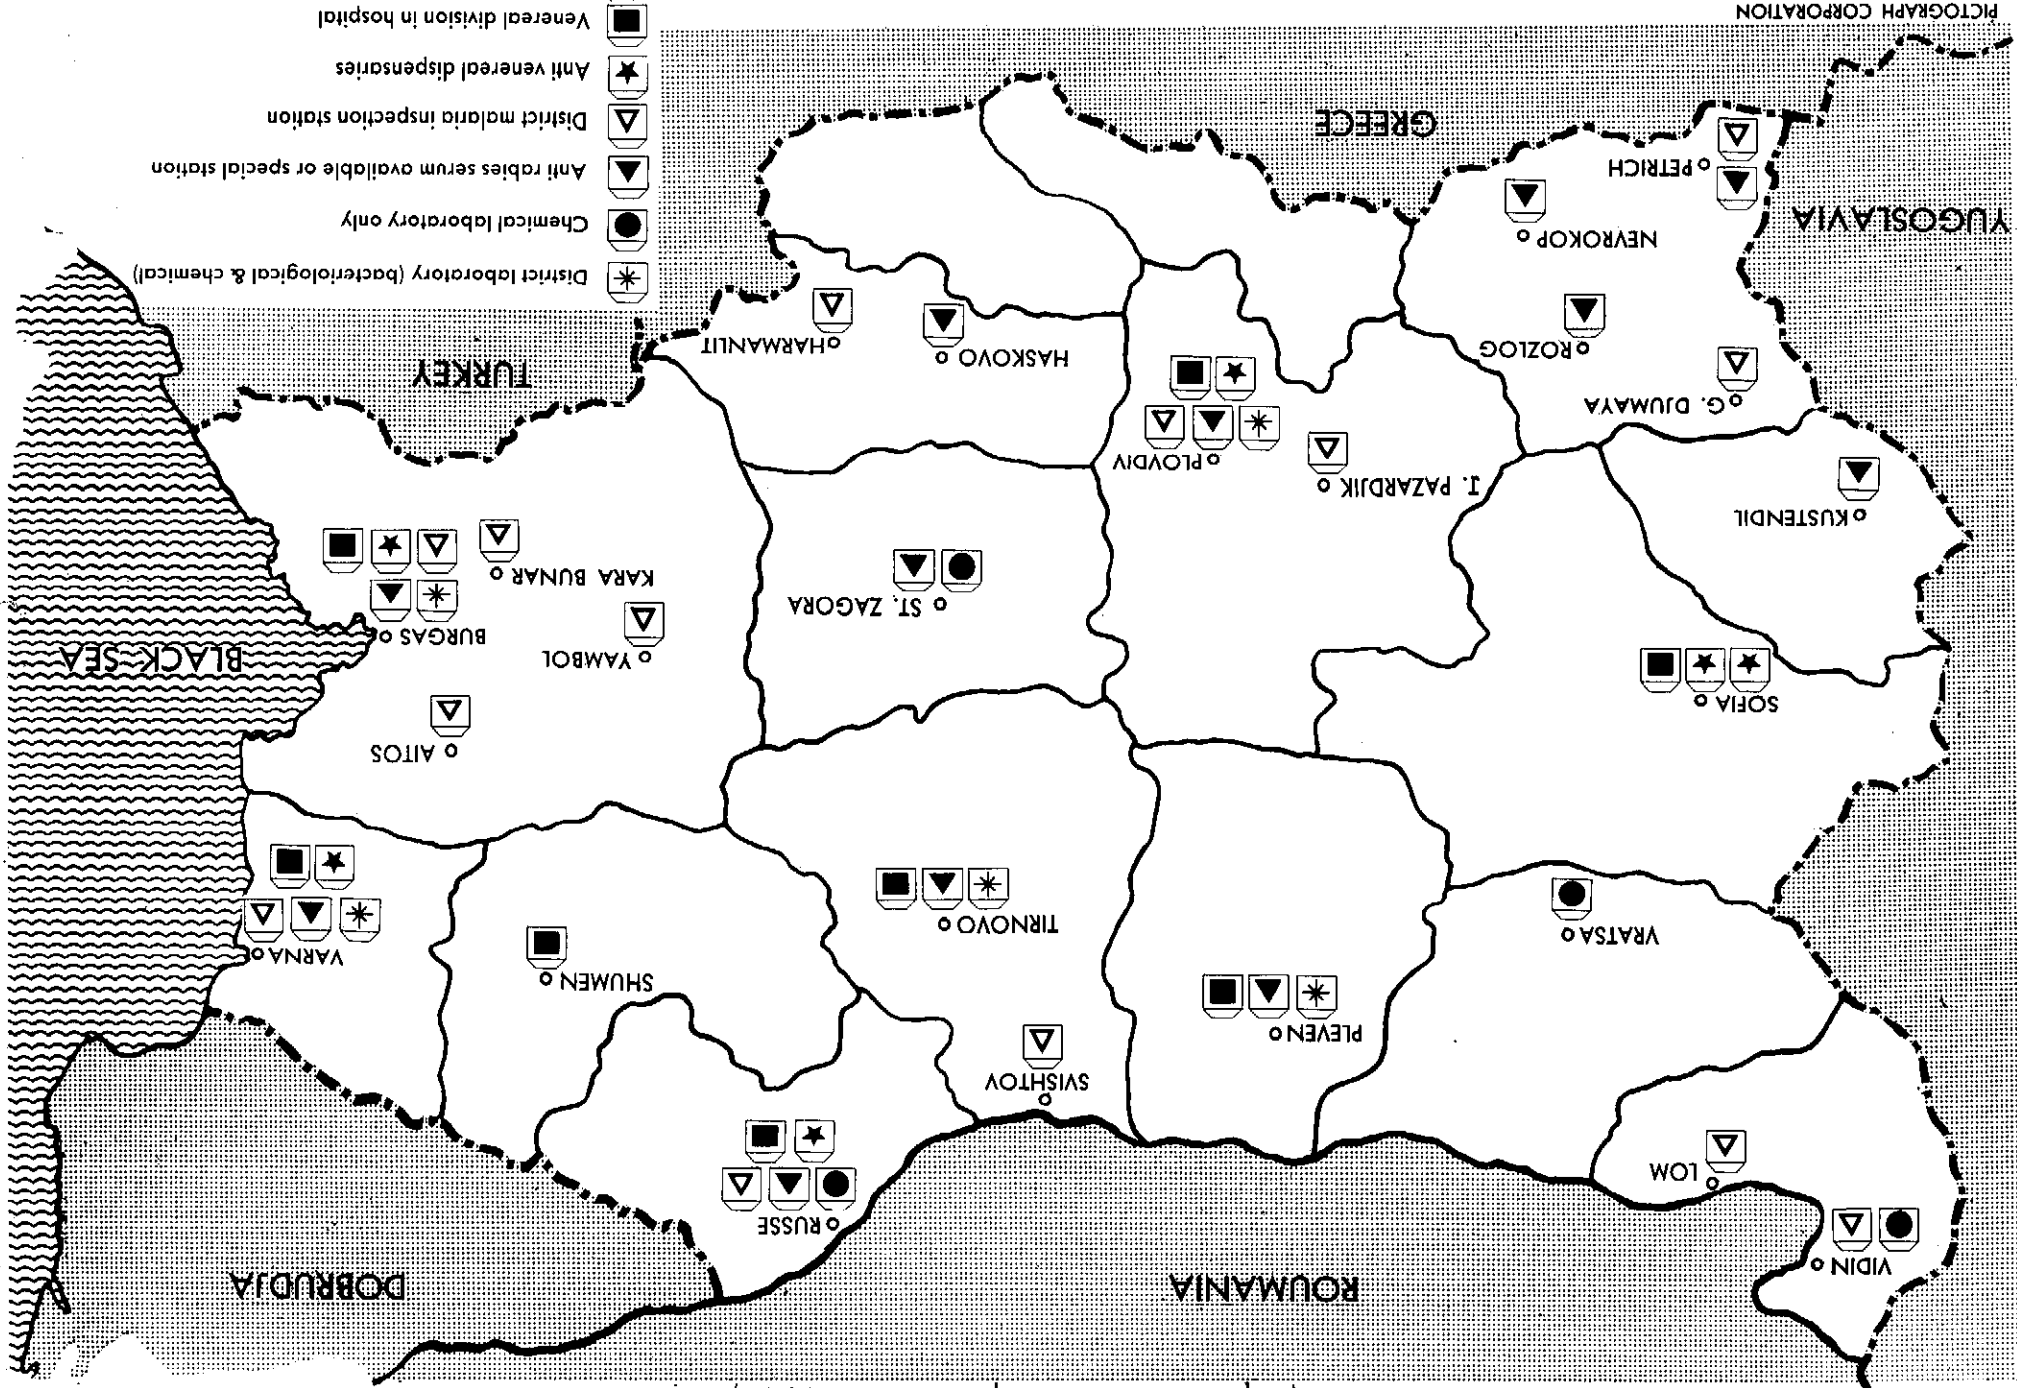 ROUMANIA
DOBRUDJA
VIDIN
LOM
RUSSE
SVISHTOV
PLEVEN
SHUMEN
VRATSA
TIRNOVO
VARNA
AITOS
SOFIA
YAMBOL
BURGAS
BLACK SEA
ST. ZAGORA
KARA BUNAR
KUSTENDIL
T. PAZARDJIK
PLOVDIV
G. DJUMAYA
TURKEY
ROZLOG
HASKOVO
HARMANLIT
NEVROKOP
YUGOSLAVIA
PETRICH
GREECE
District laboratory (bacteriological & chemical)
Chemical laboratory only
Anti rabies serum available or special station
District malaria inspection station
Anti venereal dispensaries
Venereal division in hospital
PICTOGRAPH CORPORATION